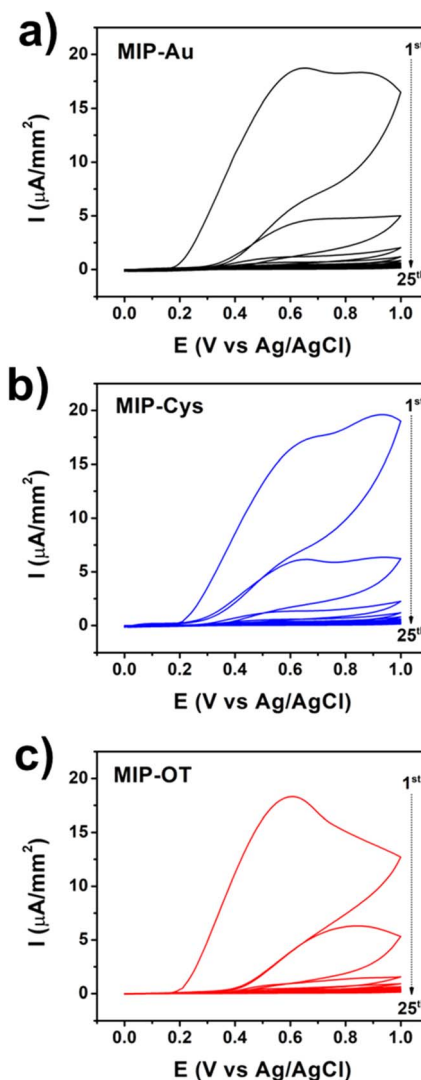 a)
MIP-Au
1st
20
15
10
5
0
I (μA/mm²)
25th
0.0 0.2 0.4 0.6 0.8 1.0
E (V vs Ag/AgCl)
b)
MIP-Cys
1st
20
15
10
5
0
I (μA/mm²)
25th
0.0 0.2 0.4 0.6 0.8 1.0
E (V vs Ag/AgCl)
c)
MIP-OT
1st
20
15
10
5
0
I (μA/mm²)
25th
0.0 0.2 0.4 0.6 0.8 1.0
E (V vs Ag/AgCl)